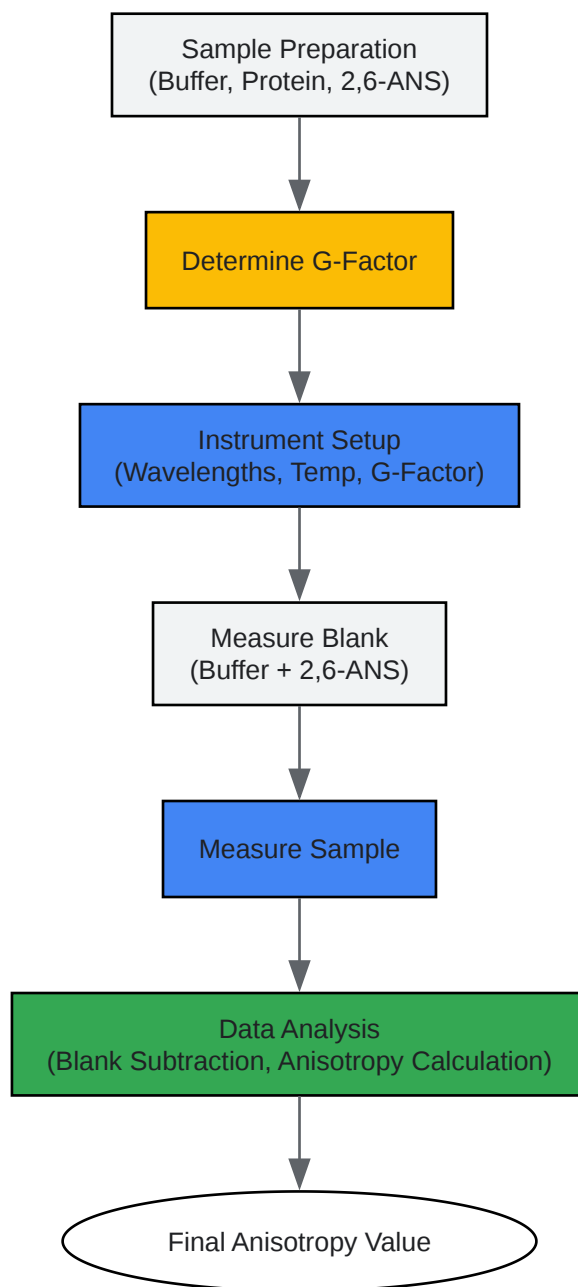 Sample Preparation
(Buffer, Protein, 2,6-ANS)
Determine G-Factor
Instrument Setup
(Wavelengths, Temp, G-Factor)
Measure Blank
(Buffer + 2,6-ANS)
Measure Sample
Data Analysis
(Blank Subtraction, Anisotropy Calculation)
Final Anisotropy Value